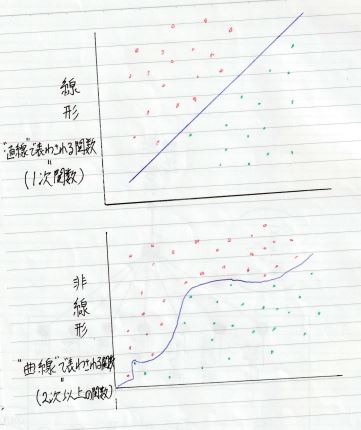 線
形
"直線"で表わされる関数
(1次関数)
非
線
形
"曲線"で表わされる関数
(2次以上の関数)